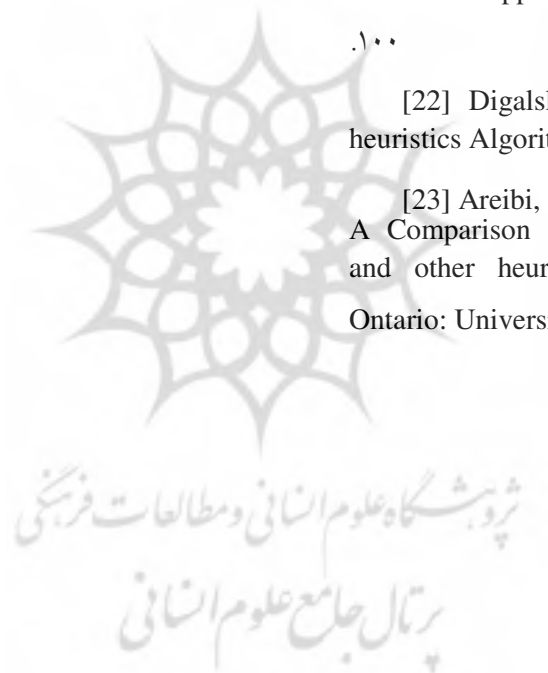 .۱۰۰
[22] Digals
heuristics Algorit
[23] Areibi,
A Comparison
and other heur
Ontario: Univers
پژوهشگاه علوم انسانی و مطالعات فرهنگی
پرتال جامع علوم انسانی